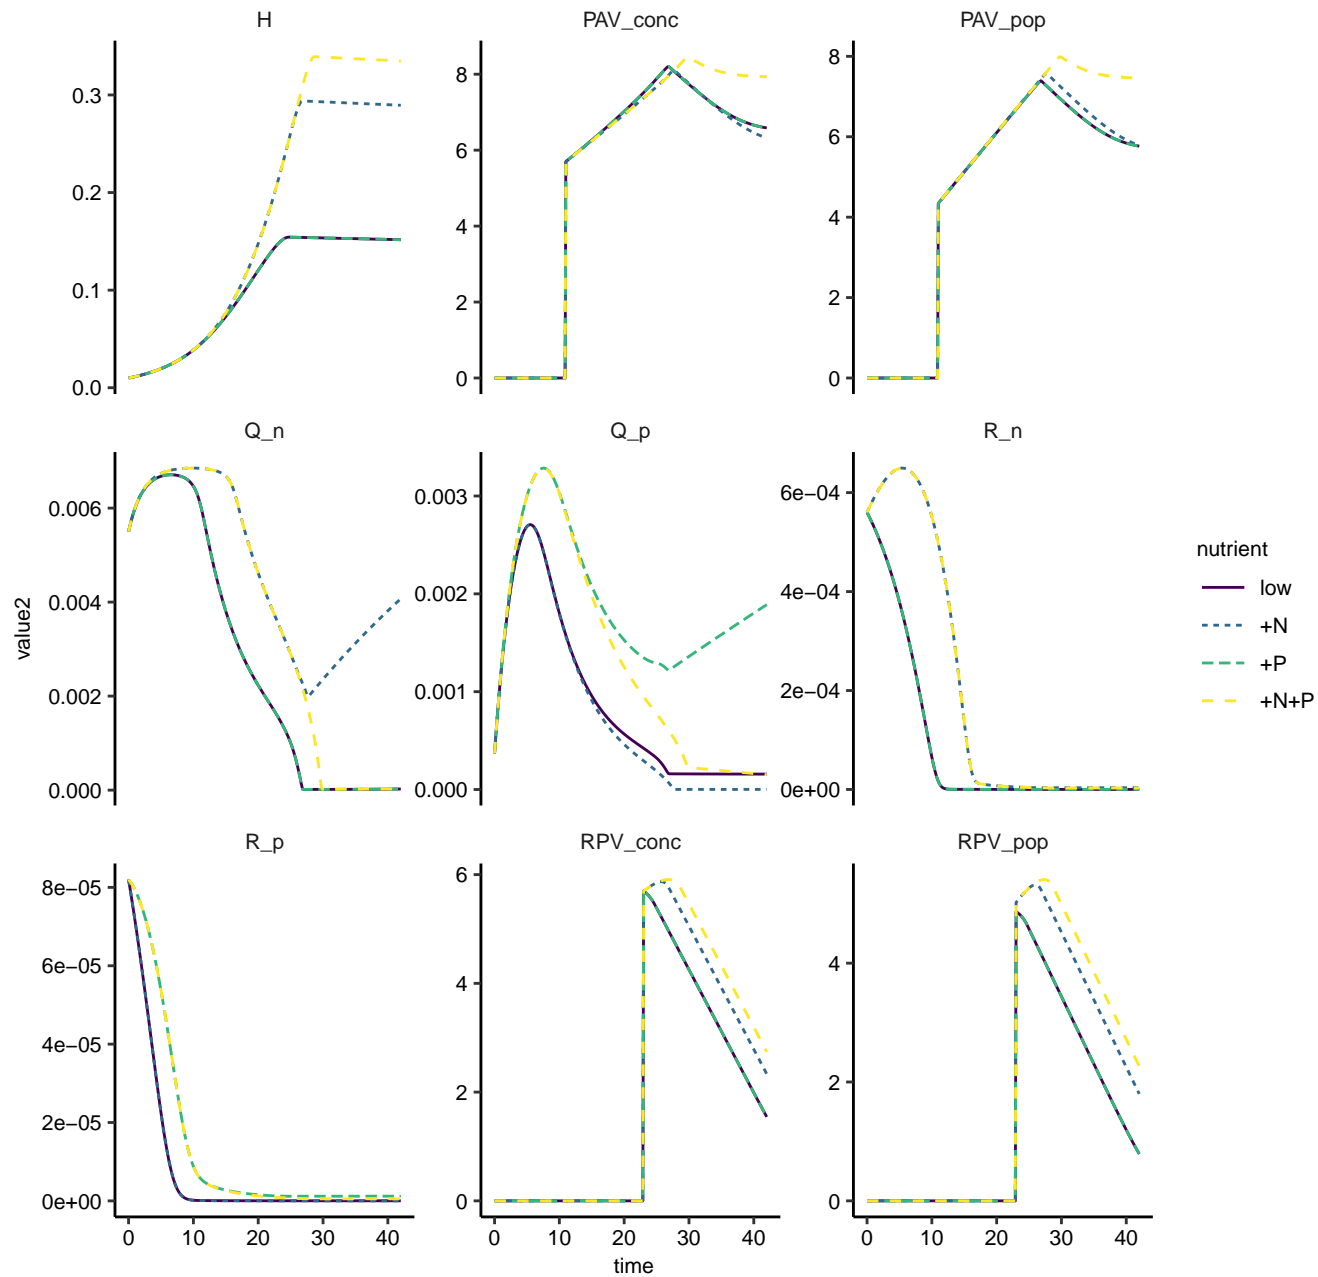 H
PAV_conc
PAV_pop
0.3
0.2
0.1
0.0
8
6
4
2
0
8
6
4
2
0
Q_n
Q_p
R_n
0.006
0.004
0.002
0.000
0.003
0.002
0.001
0.000
6e−04
4e−04
2e−04
0e+00
value2
nutrient
low
+N
+P
+N+P
R_p
RPV_conc
RPV_pop
8e−05
6e−05
4e−05
2e−05
0e+00
6
4
2
0
4
2
0
0 10 20 30 40
0 10 20 30 40
0 10 20 30 40
time